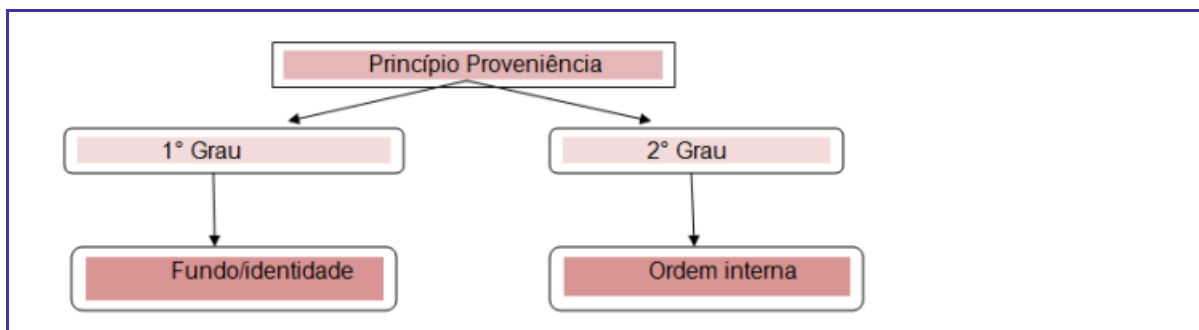 Princípio Proveniência
1° Grau
2° Grau
Fundo/identidade
Ordem interna